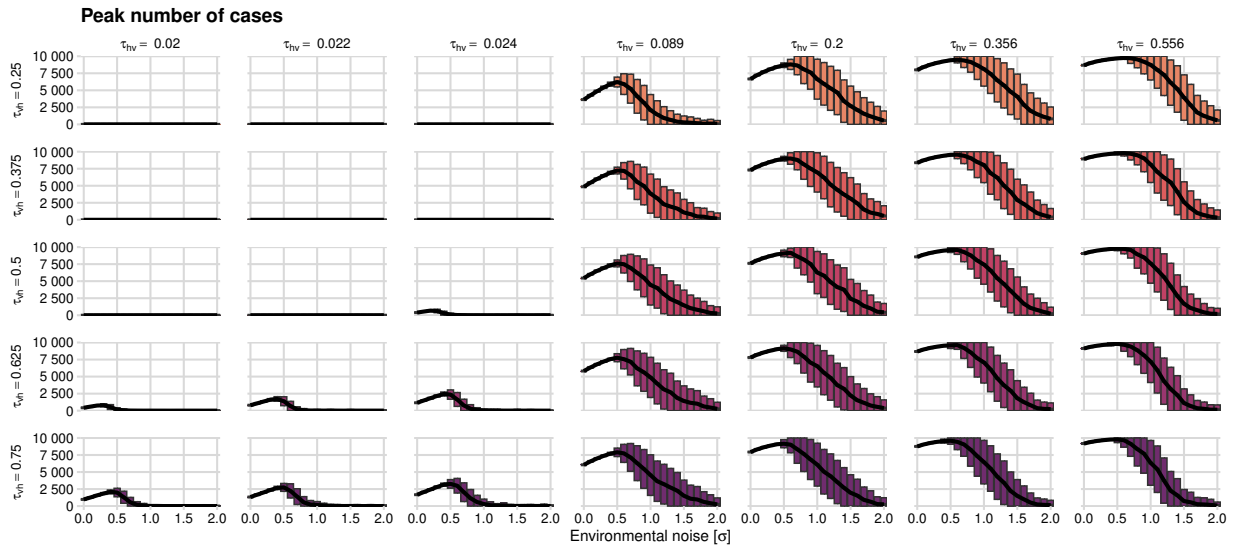 Peak number of cases
τhv = 0.02
τhv = 0.022
τhv = 0.024
τhv = 0.089
τhv = 0.2
τhv = 0.356
τhv = 0.556
τvh = 0.25
10 000
7 500
5 000
2 500
0
τvh = 0.375
10 000
7 500
5 000
2 500
0
τvh = 0.5
10 000
7 500
5 000
2 500
0
τvh = 0.625
10 000
7 500
5 000
2 500
0
τvh = 0.75
10 000
7 500
5 000
2 500
0
0.0 0.5 1.0 1.5 2.0
0.0 0.5 1.0 1.5 2.0
0.0 0.5 1.0 1.5 2.0
0.0 0.5 1.0 1.5 2.0
0.0 0.5 1.0 1.5 2.0
0.0 0.5 1.0 1.5 2.0
0.0 0.5 1.0 1.5 2.0
Environmental noise [σ]